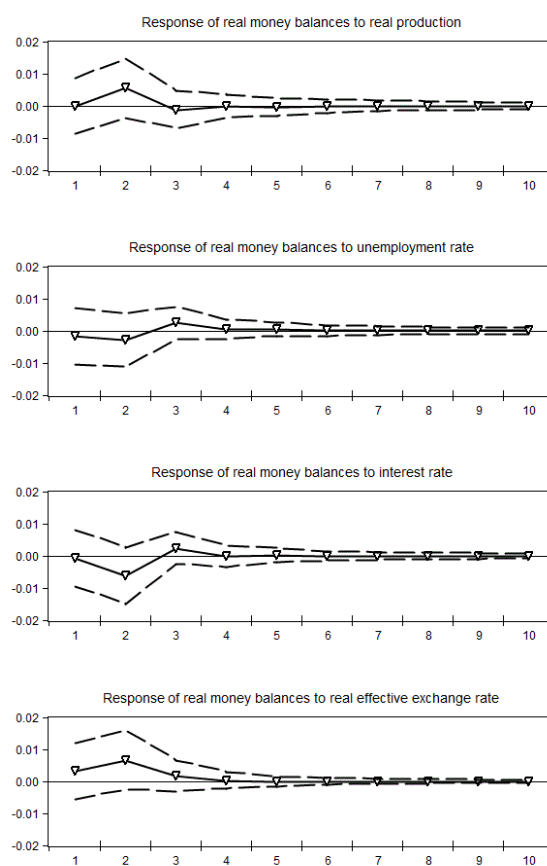 Response of real money balances to real production
0.02
0.01
0.00
-0.01
-0.02
1 2 3 4 5 6 7 8 9 10
Response of real money balances to unemployment rate
0.02
0.01
0.00
-0.01
-0.02
1 2 3 4 5 6 7 8 9 10
Response of real money balances to interest rate
0.02
0.01
0.00
-0.01
-0.02
1 2 3 4 5 6 7 8 9 10
Response of real money balances to real effective exchange rate
0.02
0.01
0.00
-0.01
-0.02
1 2 3 4 5 6 7 8 9 10